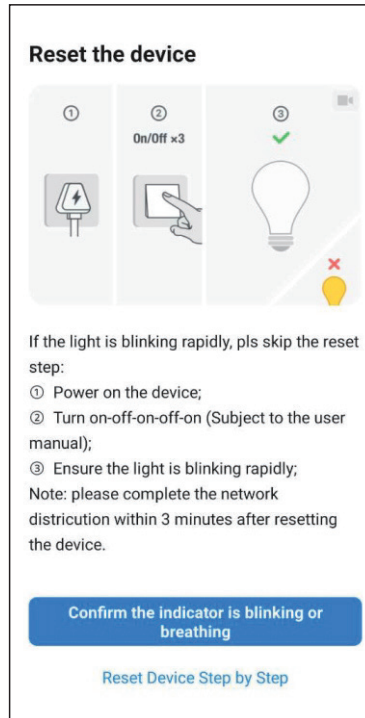 Reset the device
①
②
③
On/Off ×3
If the light is blinking rapidly, pls skip the reset
step:
① Power on the device;
② Turn on-off-on-off-on (Subject to the user
manual);
③ Ensure the light is blinking rapidly;
Note: please complete the network
districution within 3 minutes after resetting
the device.
Confirm the indicator is blinking or
breathing
Reset Device Step by Step